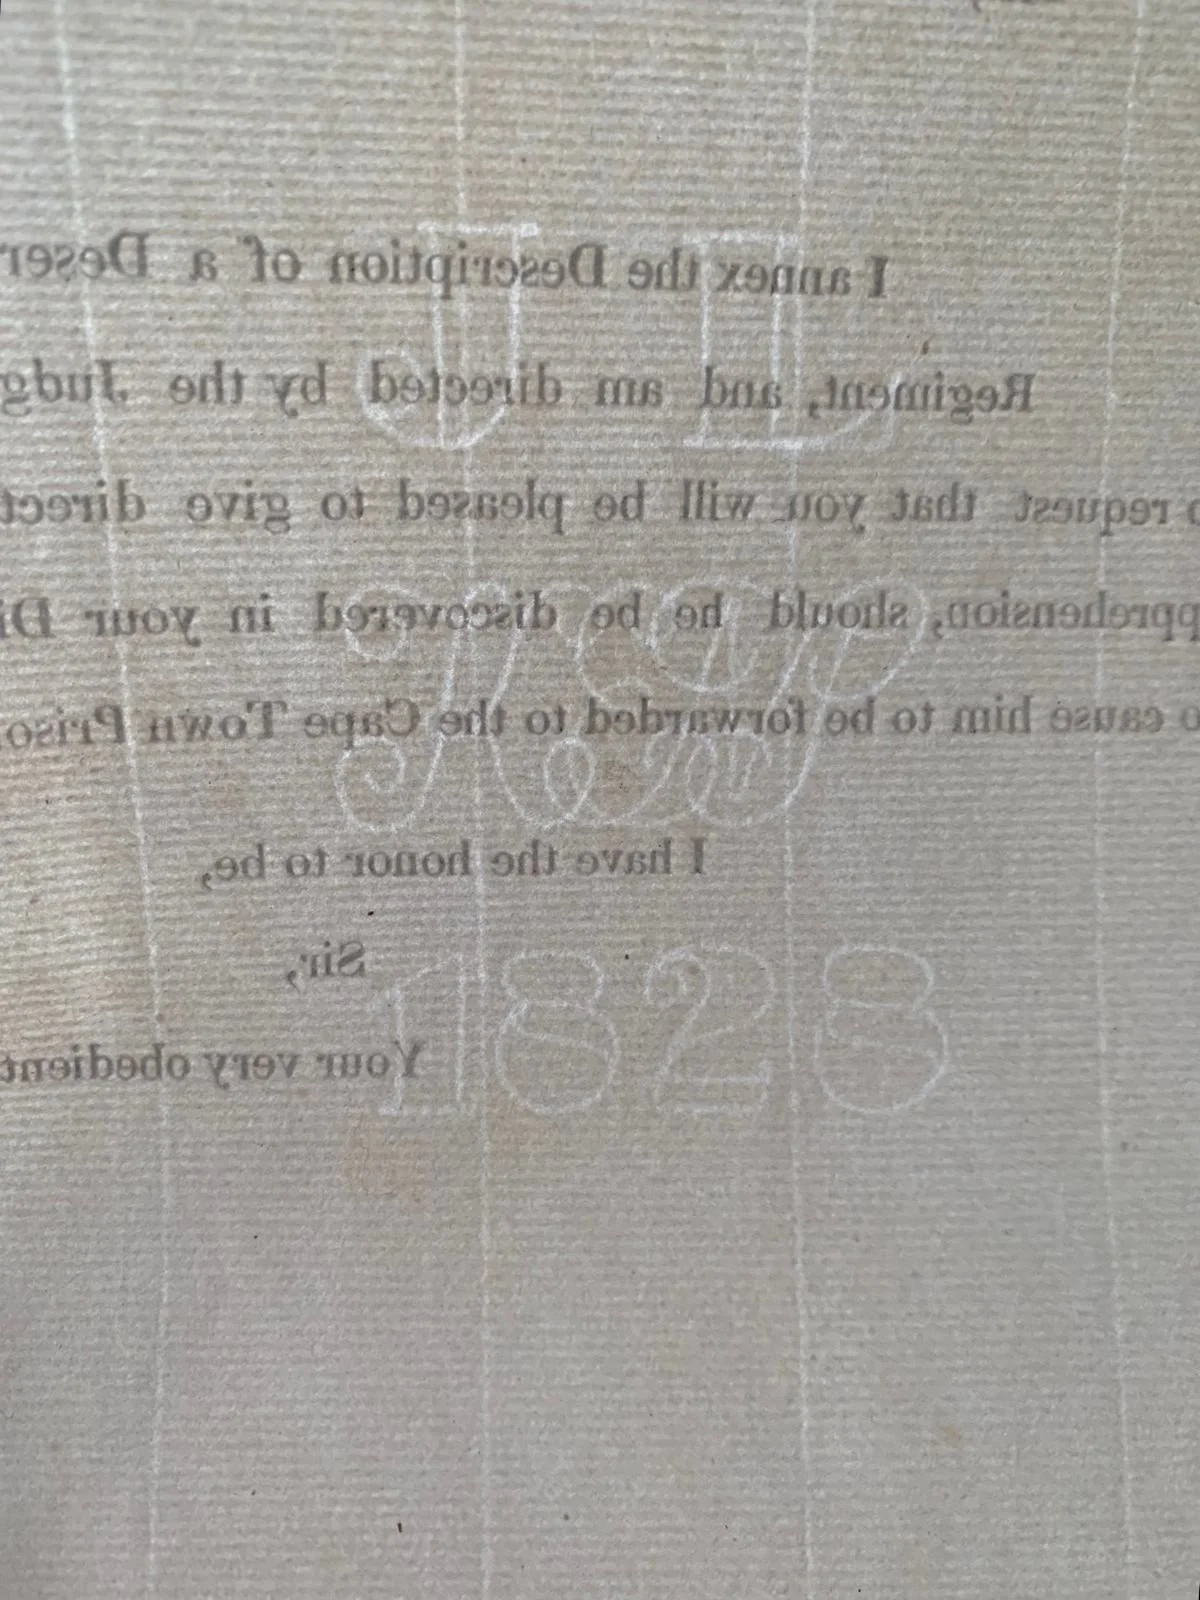 I annex the Description of a Deser
Regiment, and am directed by the Judg
request that you will be pleased to give direct
pprehension, should he be discovered in your Di
o cause him to be forwarded to the Cape Town Priso
I have the honor to be,
Sir,
Your very obedient
J L
1828